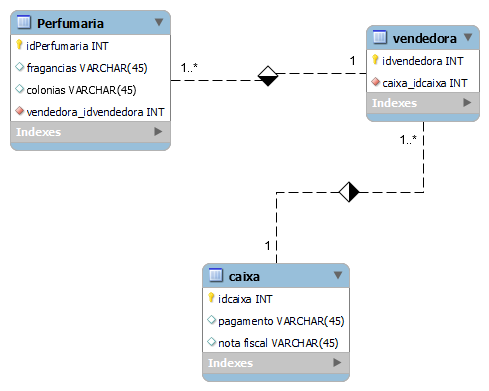 Perfumaria
idPerfumaria INT
fragancias VARCHAR(45)
colonias VARCHAR(45)
vendedora_idvendedora INT
Indexes
1..*
1
vendedora
idvendedora INT
caixa_idcaixa INT
Indexes
1..*
1
caixa
idcaixa INT
pagamento VARCHAR(45)
nota fiscal VARCHAR(45)
Indexes